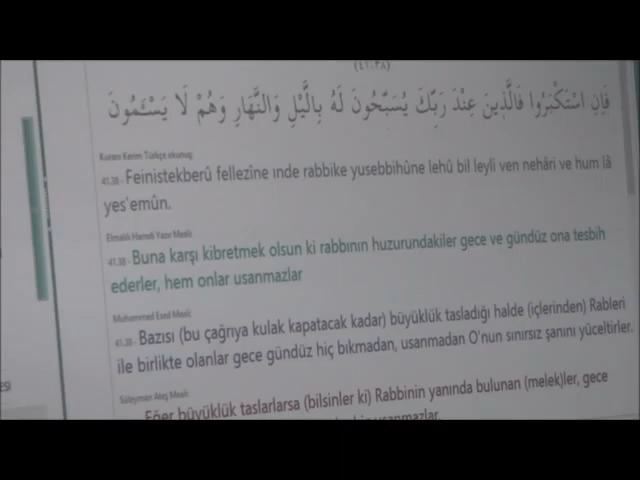 (٤١:٣٨)
فَاِنِ اسْتَكْبَرُوا فَالَّذٖينَ عِنْدَ رَبِّكَ يُسَبِّحُونَ لَهُ بِالَّيْلِ وَالنَّهَارِ وَهُمْ لَا يَسْـَٔمُونَ
Kuranı Kerim Türkçe okunuş
41.38 - Feinistekberû fellezîne ınde rabbike yusebbihûne lehû bil leyli ven nehâri ve hum lâ
yes'emûn.
Elmalılı Hamdi Yazır Meali:
41.38 - Buna karşı kibretmek olsun ki rabbının huzurundakiler gece ve gündüz ona tesbih
ederler, hem onlar usanmazlar
Muhammed Esed Meali:
41.38 - Bazısı (bu çağrıya kulak kapatacak kadar) büyüklük tasladığı halde (içlerinden) Rableri
ile birlikte olanlar gece gündüz hiç bıkmadan, usanmadan O'nun sınırsız şanını yüceltirler.
Süleyman Ateş Meali:
Eğer büyüklük taslarlarsa (bilsinler ki) Rabbinin yanında bulunan (melek)ler, gece
usanmazlar.
ESI